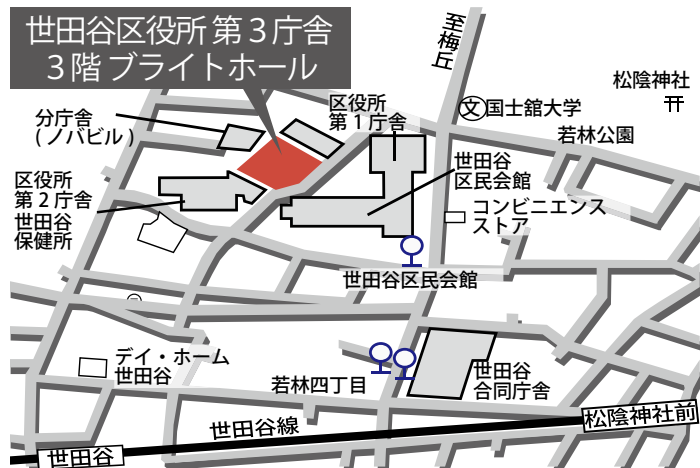 世田谷区役所 第３庁舎
３階 ブライトホール
至梅丘
松陰神社
文国士舘大学
若林公園
区役所
第１庁舎
分庁舎
(ノバビル)
世田谷
区民会館
区役所
第２庁舎
世田谷
保健所
コンビニエンス
ストア
世田谷区民会館
デイ・ホーム
世田谷
若林四丁目
世田谷
合同庁舎
松陰神社前
世田谷線
世田谷